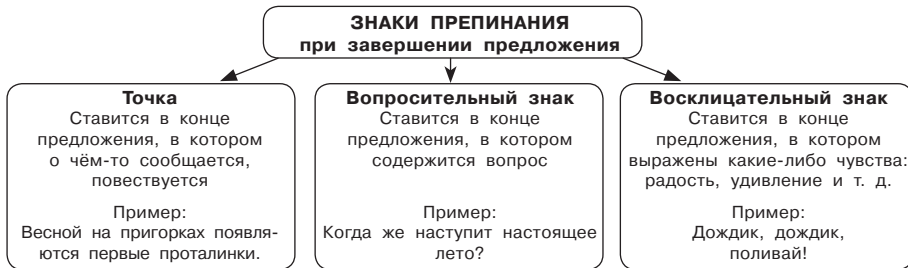 ЗНАКИ ПРЕПИНАНИЯ
при завершении предложения
Точка
Ставится в конце
предложения, в котором
о чём-то сообщается,
повествуется
Пример:
Весной на пригорках появля-
ются первые проталинки.
Вопросительный знак
Ставится в конце
предложения, в котором
содержится вопрос
Пример:
Когда же наступит настоящее
лето?
Восклицательный знак
Ставится в конце
предложения, в котором
выражены какие-либо чувства:
радость, удивление и т. д.
Пример:
Дождик, дождик,
поливай!